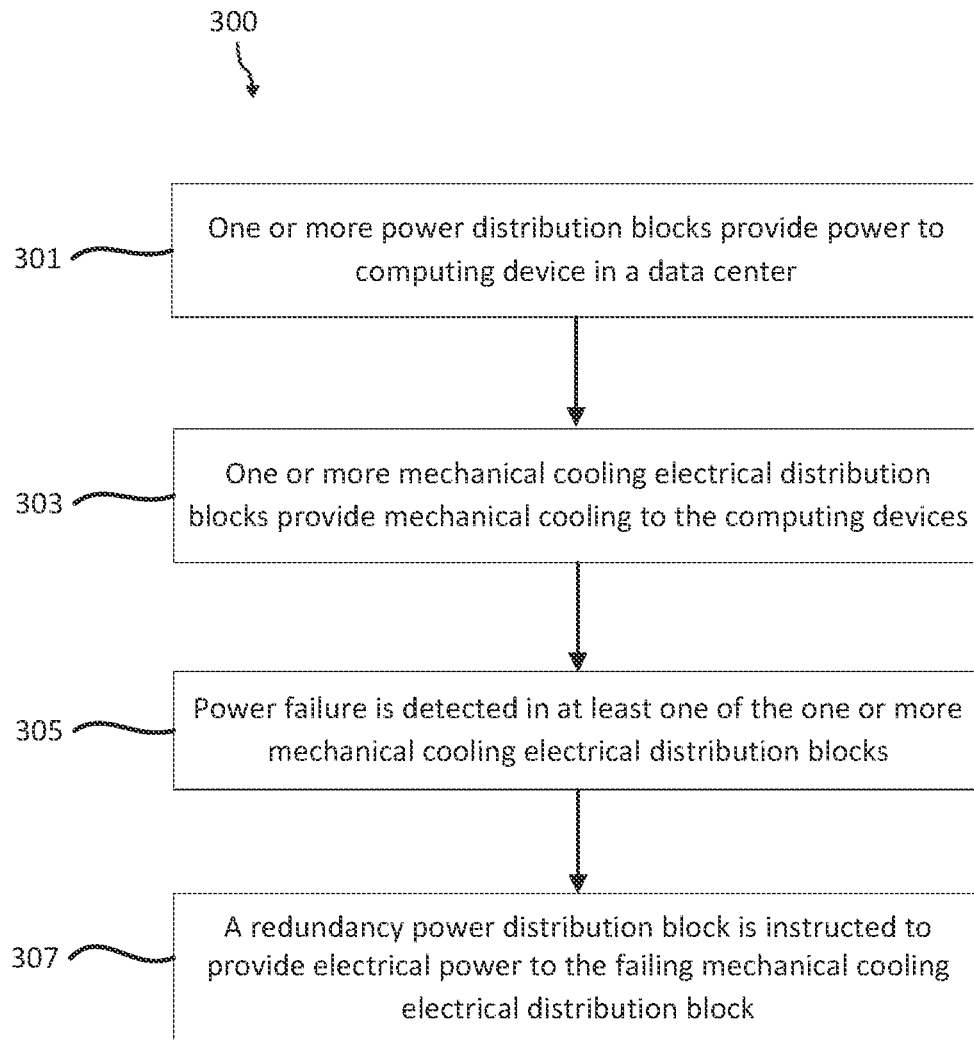 300
301
One or more power distribution blocks provide power to
computing device in a data center
303
One or more mechanical cooling electrical distribution
blocks provide mechanical cooling to the computing devices
305
Power failure is detected in at least one of the one or more
mechanical cooling electrical distribution blocks
307
A redundancy power distribution block is instructed to
provide electrical power to the failing mechanical cooling
electrical distribution block